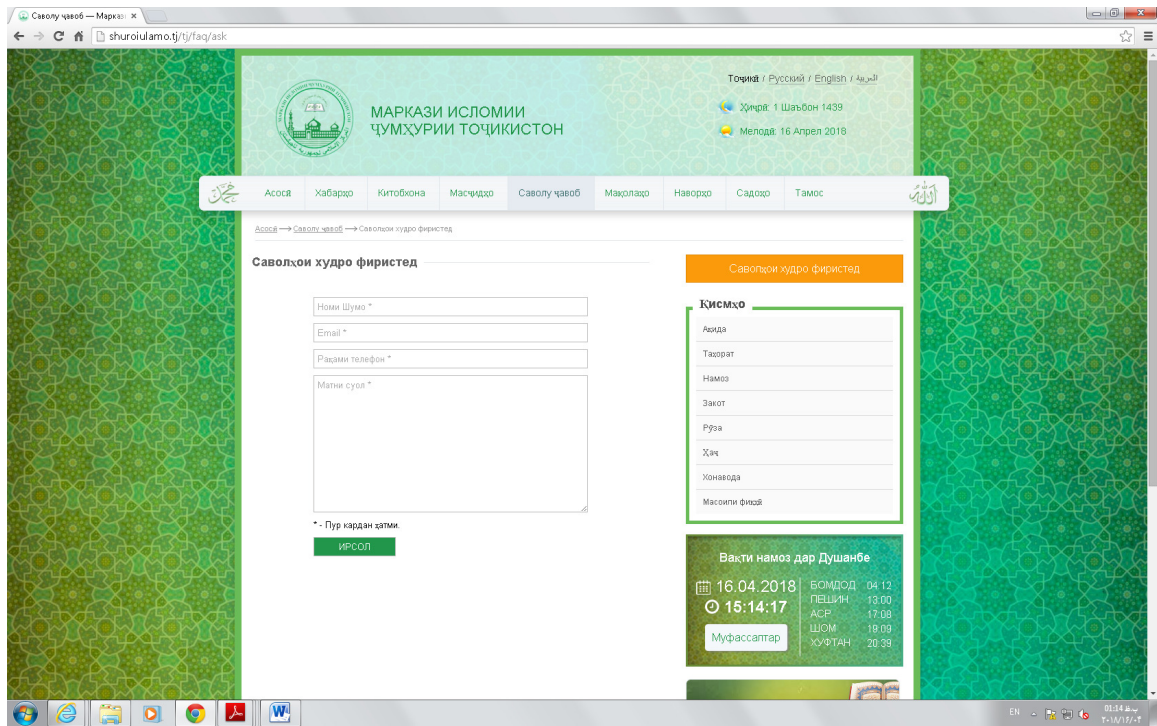 Саволу ҷавоб — Марказ
shuroiulamo.tj/tj/faq/ask
Тоҷикӣ / Русский / English / العربية
Ҳиҷрӣ: 1 Шаъбон 1439
Мелодӣ: 16 Апрел 2018
МАРКАЗИ ИСЛОМИИ
ҶУМҲУРИИ ТОҶИКИСТОН
Асосӣ
Хабарҳо
Китобхона
Масҷидҳо
Саволу ҷавоб
Мақолаҳо
Наворҳо
Садоҳо
Тамос
Асосӣ → Саволу ҷавоб → Саволҳои худро фиристед
Саволҳои худро фиристед
Номи Шумо *
Email *
Рақами телефон *
Матни суол *
* - Пур кардан ҳатми.
ИРСОЛ
Саволҳои худро фиристед
Қисмҳо
Ақида
Таҳорат
Намоз
Закот
Рӯза
Ҳаҷ
Хонавода
Масоили фиқҳӣ
Вақти намоз дар Душанбе
16.04.2018
15:14:17
Муфассалтар
БОМДОД 04:12
ПЕШИН 13:00
АСР 17:08
ШОМ 19:09
ХУФТАН 20:39
EN
01:14